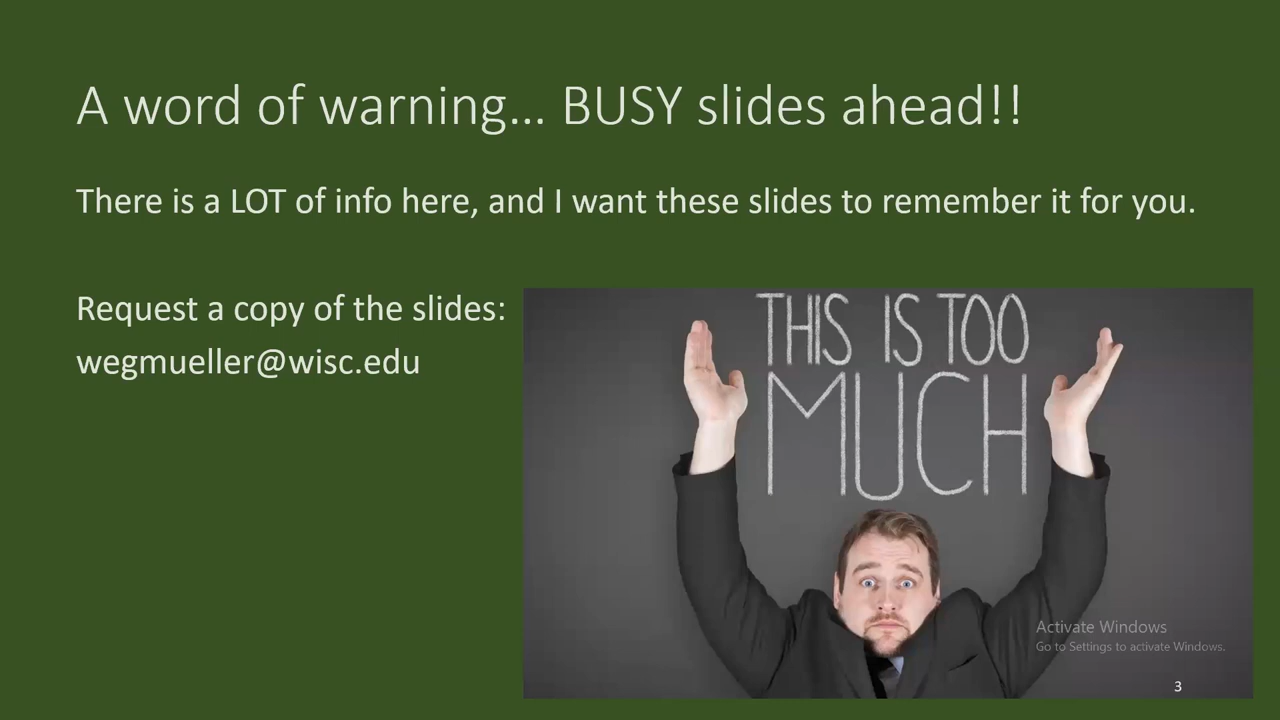 A word of warning… BUSY slides ahead!!
There is a LOT of info here, and I want these slides to remember it for you.
Request a copy of the slides:
wegmueller@wisc.edu
THIS IS TOO
MUCH
Activate Windows
Go to Settings to activate Windows.
3